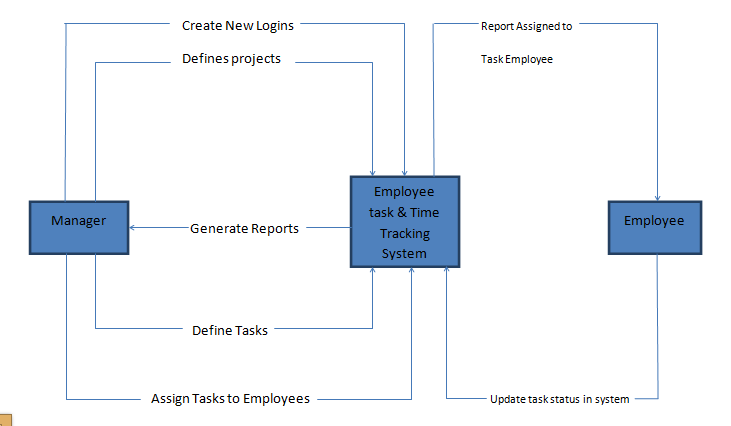 Create New Logins
Defines projects
Report Assigned to
Task Employee
Manager
Generate Reports
Employee
task & Time
Tracking
System
Employee
Define Tasks
Assign Tasks to Employees
Update task status in system